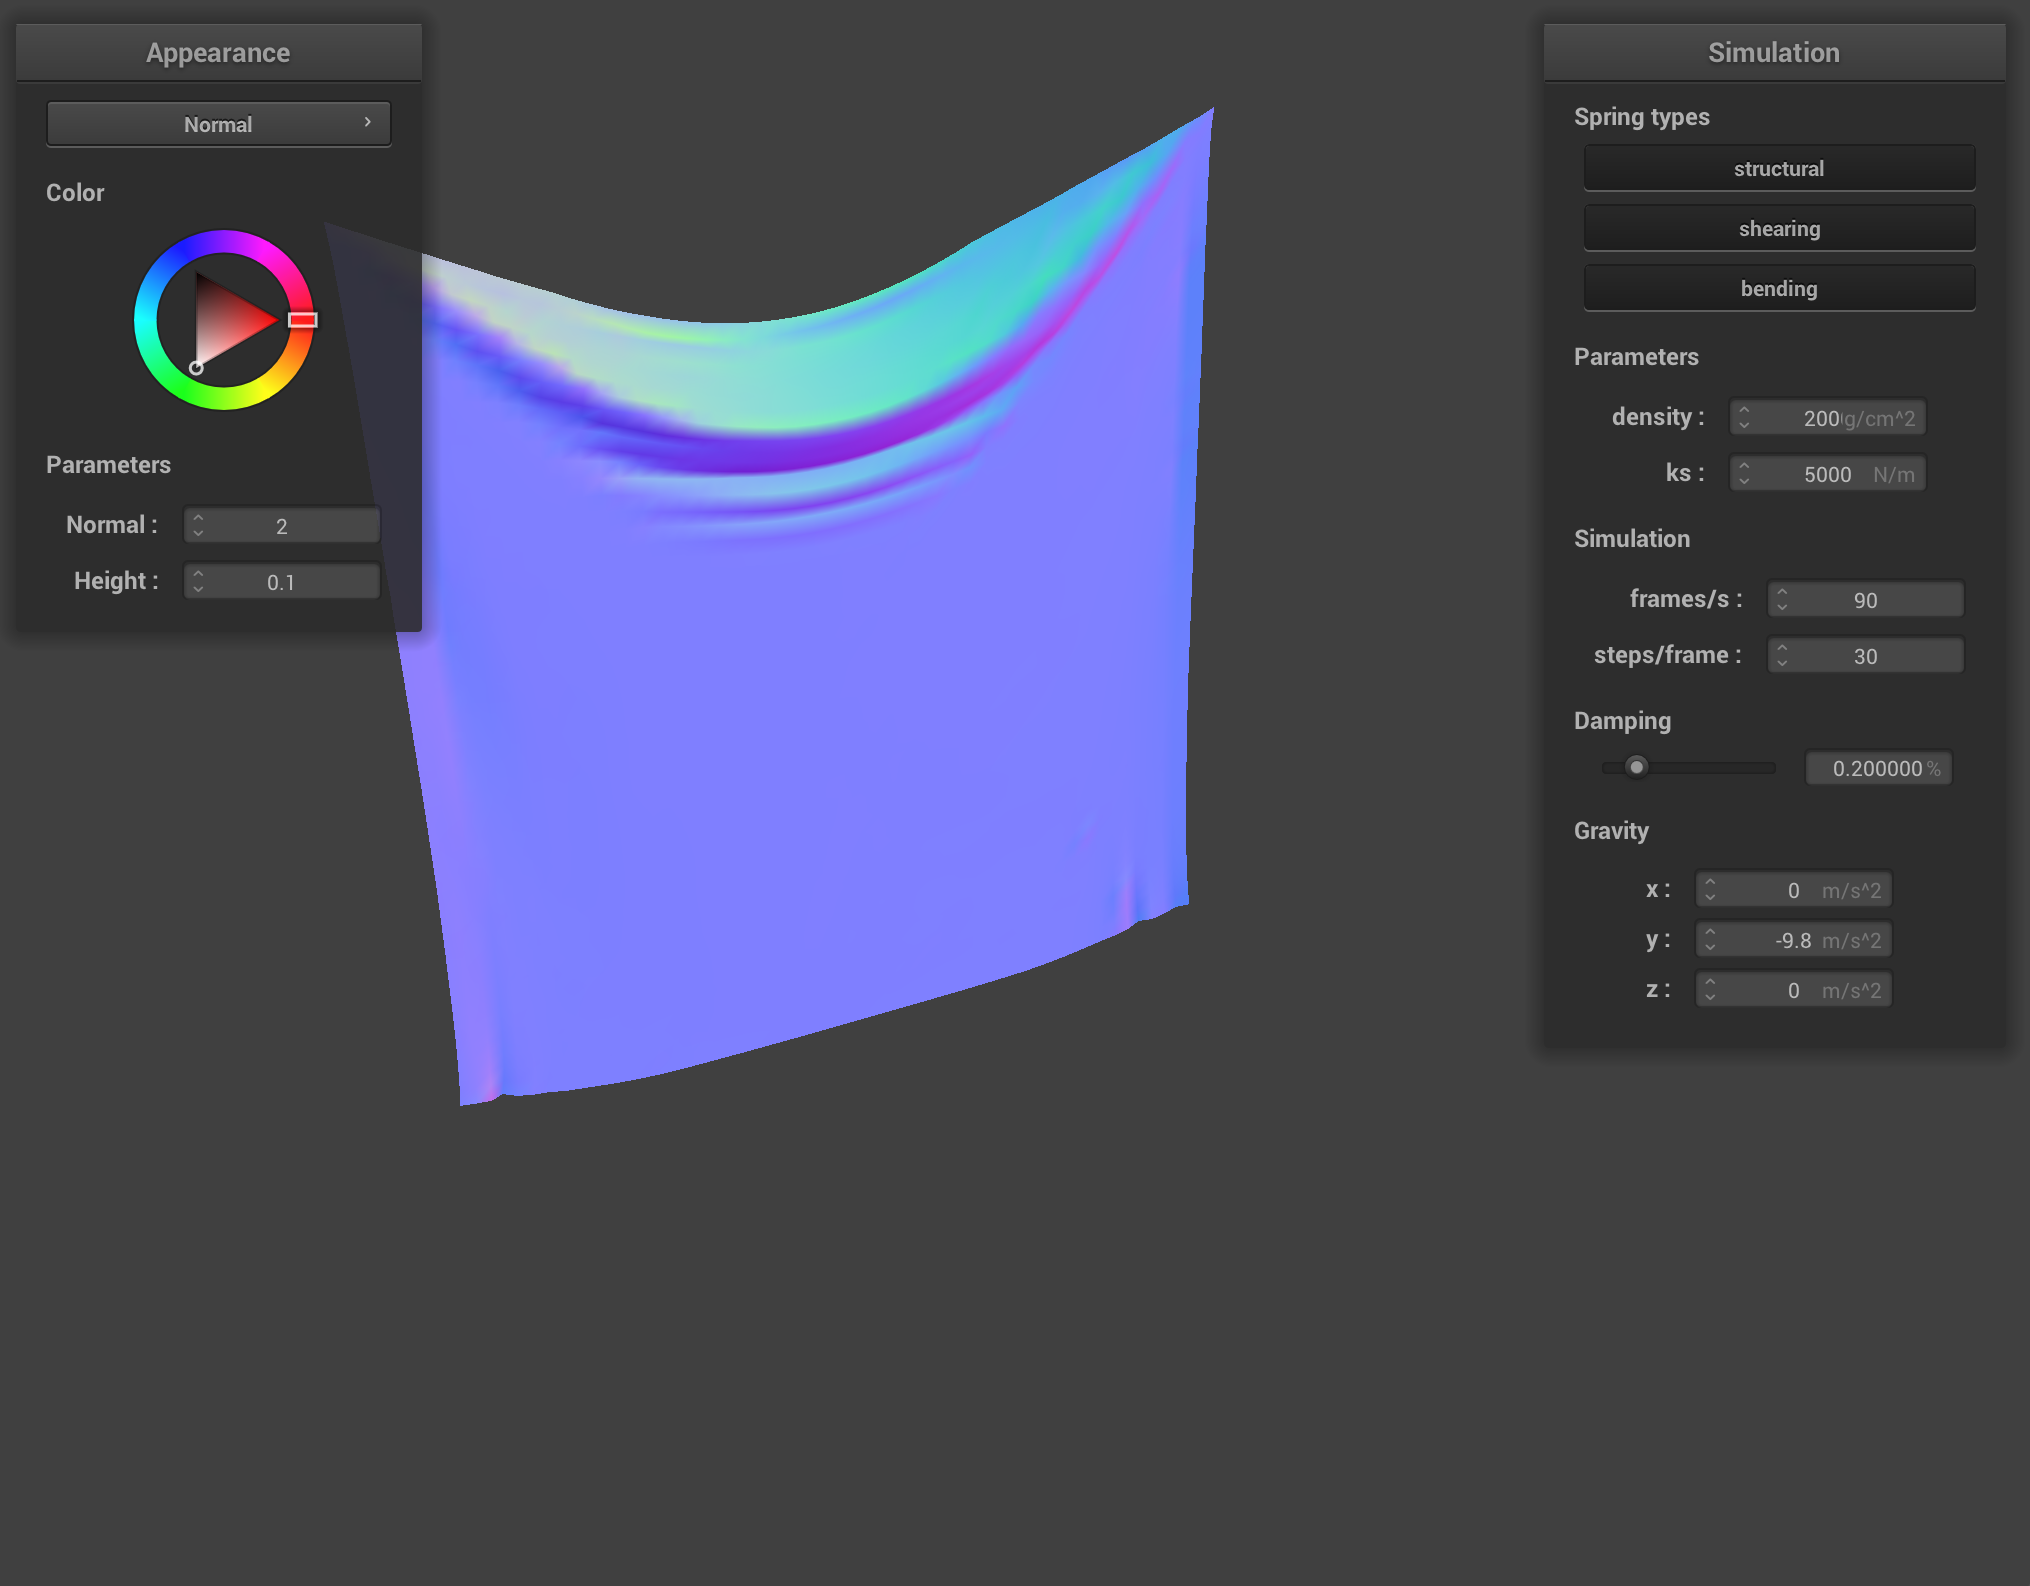 Appearance
Normal
Color
Parameters
Normal : 2
Height : 0.1
Simulation
Spring types
structural
shearing
bending
Parameters
density : 200 g/cm^2
ks : 5000 N/m
Simulation
frames/s : 90
steps/frame : 30
Damping
0.200000 %
Gravity
x : 0 m/s^2
y : -9.8 m/s^2
z : 0 m/s^2